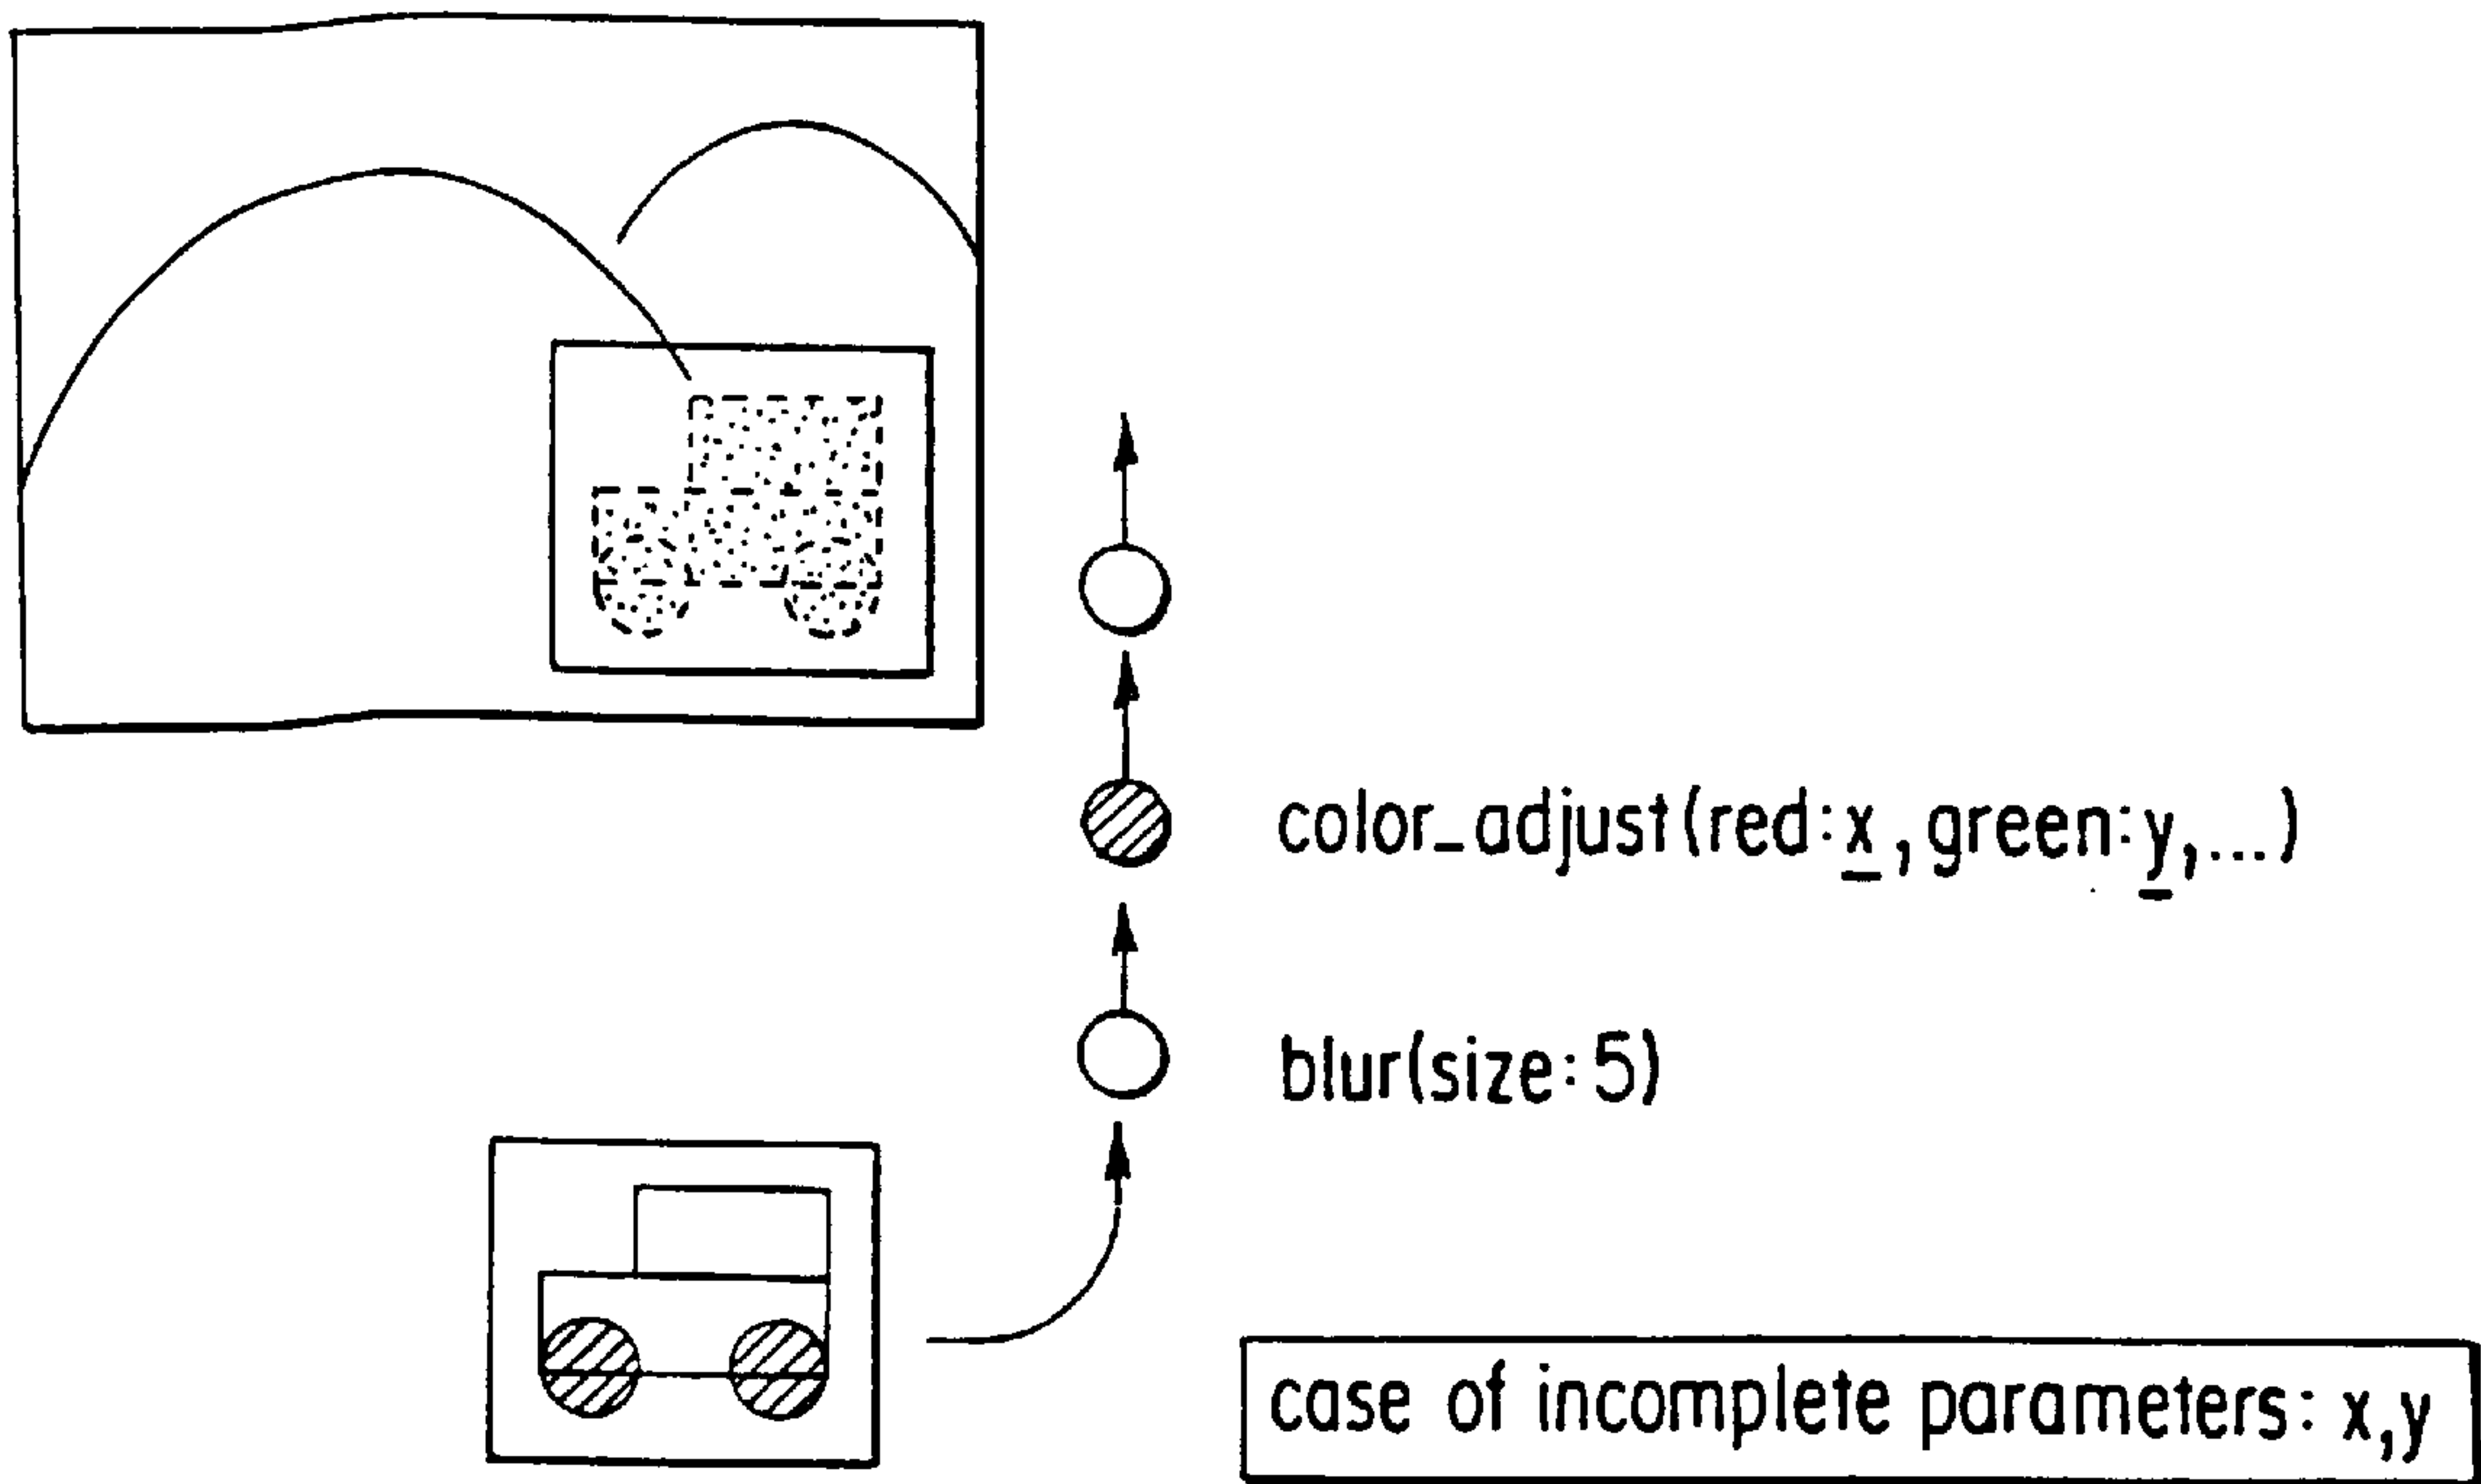 color_adjust(red:x,green:y,...)
blur(size:5)
case of incomplete parameters: x,y